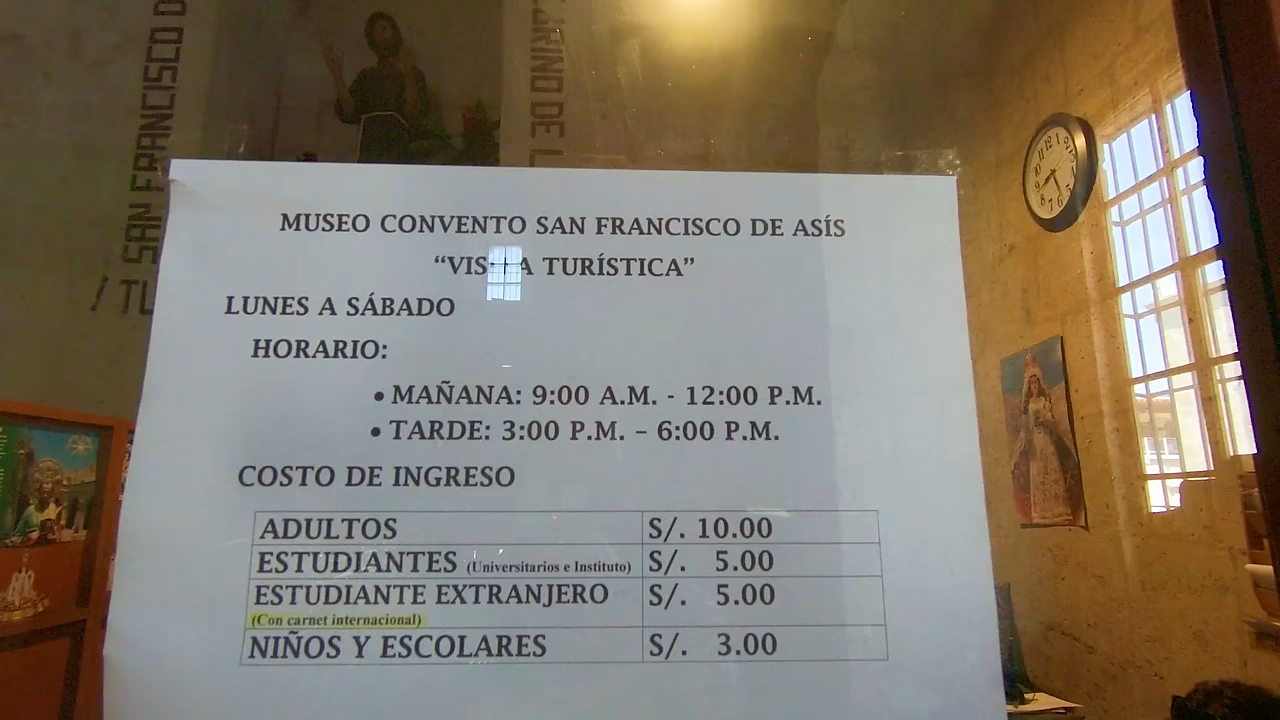 SAN FRANCISCO D
MUSEO CONVENTO SAN FRANCISCO DE ASÍS
“VISITA TURÍSTICA”
LUNES A SÁBADO
HORARIO:
• MAÑANA: 9:00 A.M. - 12:00 P.M.
• TARDE: 3:00 P.M. – 6:00 P.M.
COSTO DE INGRESO
ADULTOS S/. 10.00
ESTUDIANTES (Universitarios e Instituto) S/. 5.00
ESTUDIANTE EXTRANJERO S/. 5.00
(Con carnet internacional)
NIÑOS Y ESCOLARES S/. 3.00